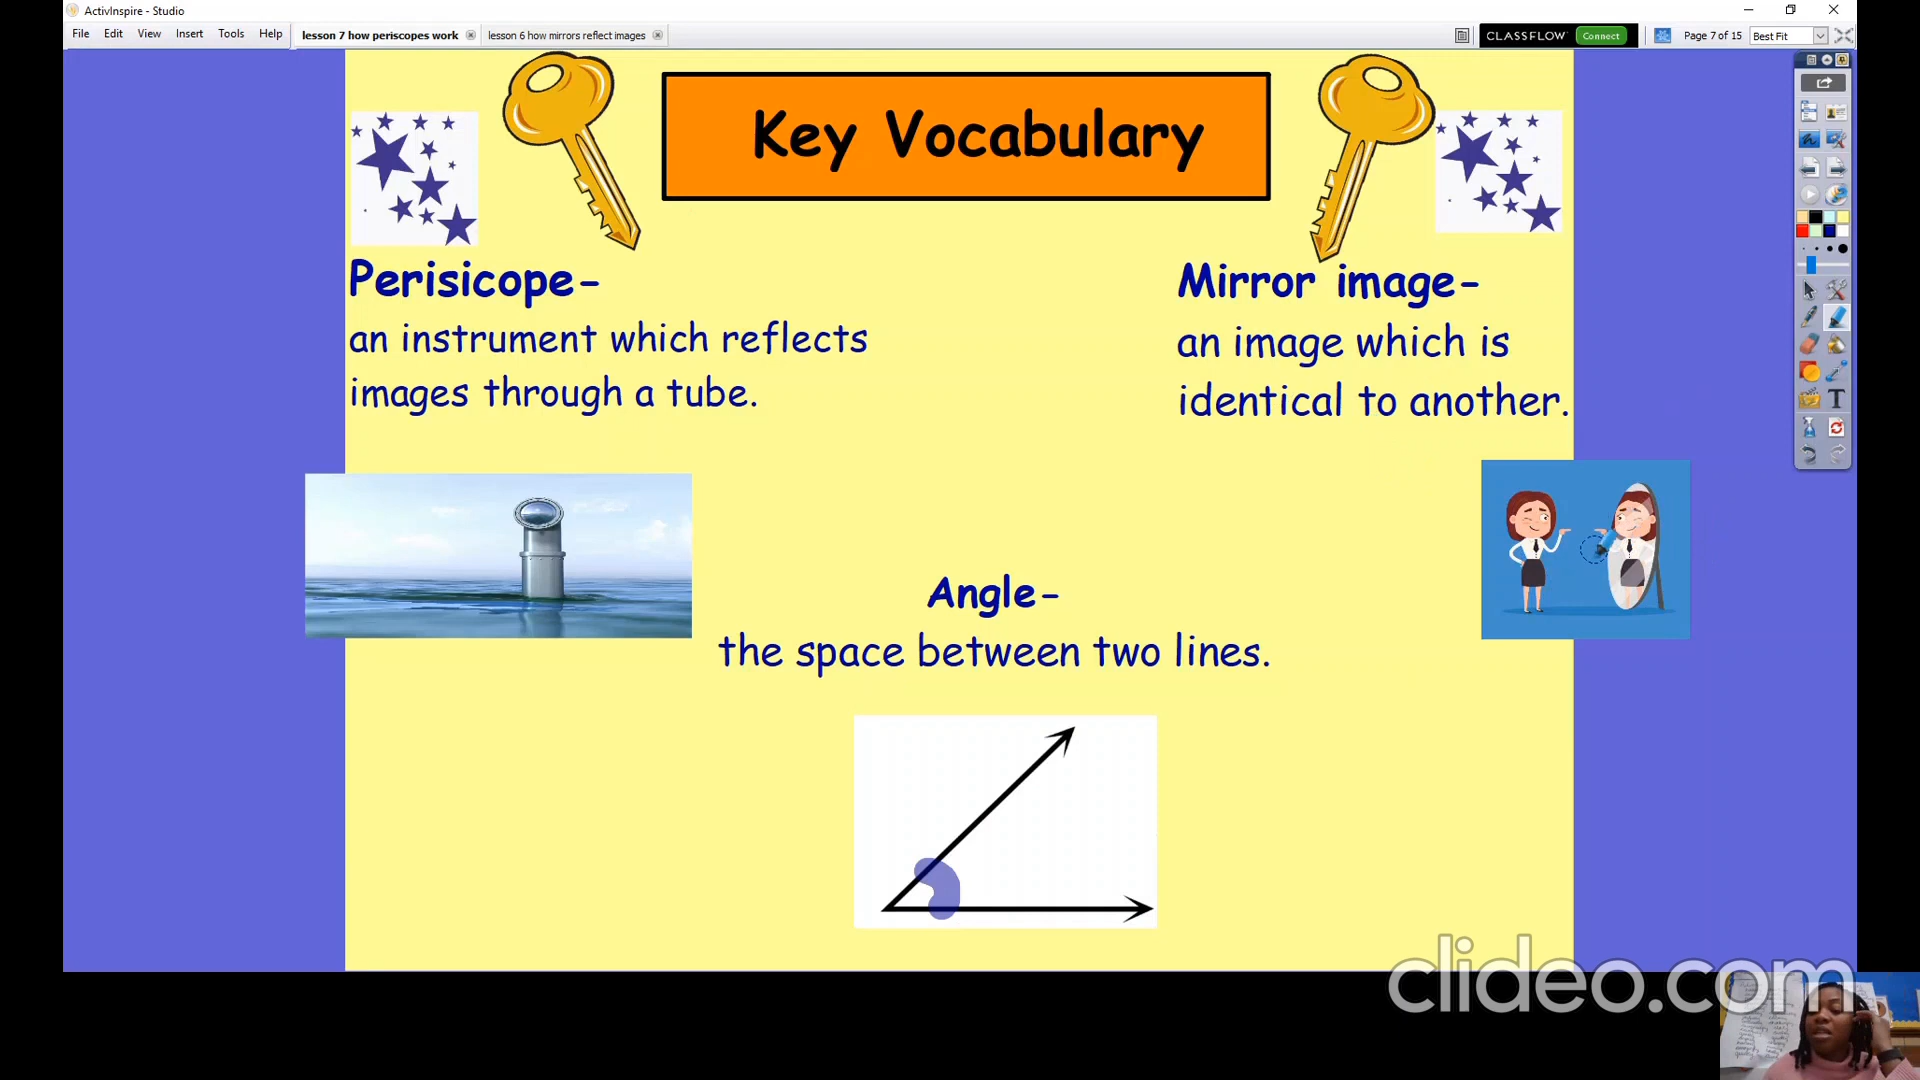 ActivInspire - Studio
File Edit View Insert Tools Help
lesson 7 how periscopes work
lesson 6 how mirrors reflect images
CLASSFLOW Connect
Page 7 of 15
Best Fit
Key Vocabulary
Perisicope-
an instrument which reflects
images through a tube.
Mirror image-
an image which is
identical to another.
Angle-
the space between two lines.
T
clideo.com